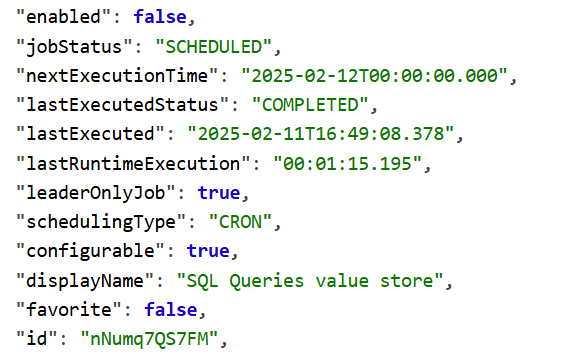 "enabled": false,
"jobStatus": "SCHEDULED",
"nextExecutionTime": "2025-02-12T00:00:00.000",
"lastExecutedStatus": "COMPLETED",
"lastExecuted": "2025-02-11T16:49:08.378",
"lastRuntimeExecution": "00:01:15.195",
"leaderOnlyJob": true,
"schedulingType": "CRON",
"configurable": true,
"displayName": "SQL Queries value store",
"favorite": false,
"id": "nNumq7QS7FM",